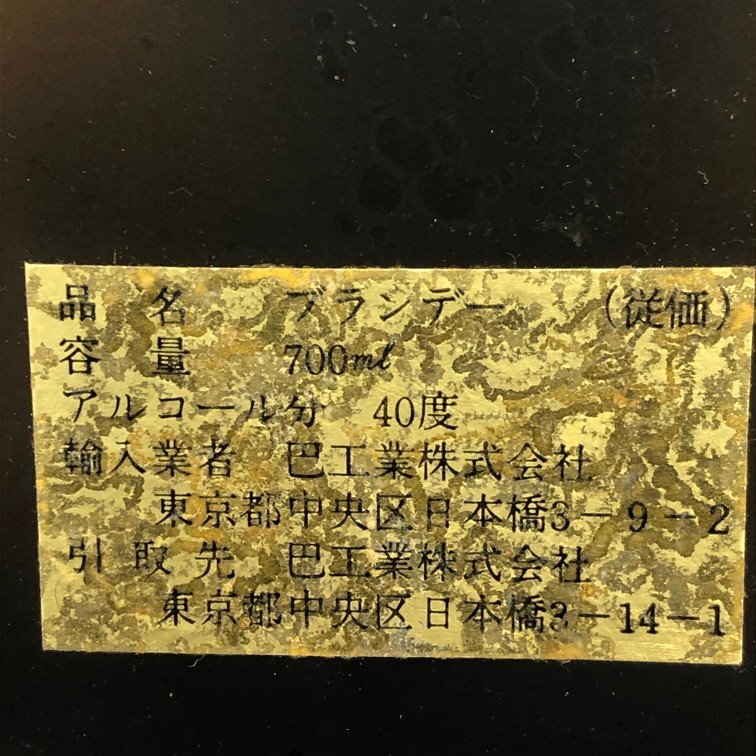 品名 ブランデー (従価)
容量 700ml
アルコール分 40度
輸入業者 巴工業株式会社
東京都中央区日本橋3-9-2
引取先 巴工業株式会社
東京都中央区日本橋3-14-1